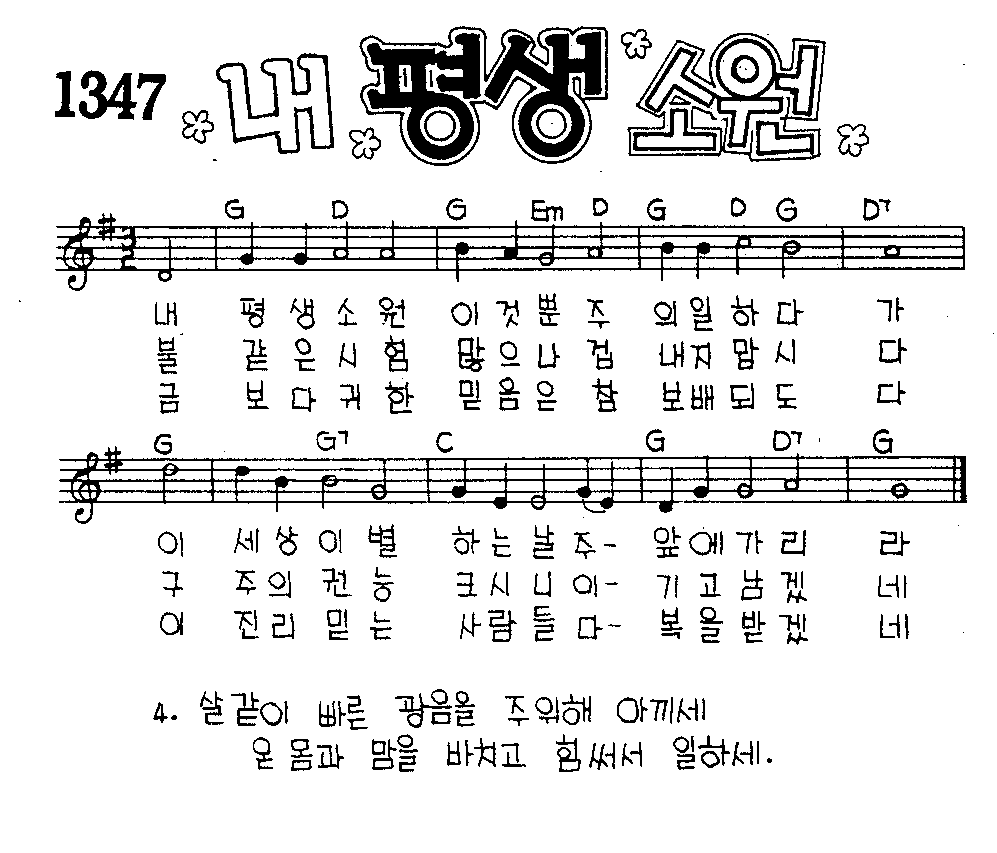 1347 내 평생 소원
G D G Em D G D G D7
3 2
내 평 생 소 원 이 것 뿐 주 의 일 하 다 가
불 같 은 시 험 많 으 나 겁 내 지 맙 시 다
금 보 다 귀 한 믿 음 은 참 보 배 되 도 다
G G7 C G D7 G
이 세 상 이 별 하 는 날 주- 앞 에 가 리 라
구 주 의 권 능 크 시 니 이- 기 고 남 겠 네
이 진 리 믿 는 사 람 들 다- 복 을 받 겠 네
4. 살같이 빠른 광음을 주위해 아끼세
온 몸과 맘을 바치고 힘써서 일하세.